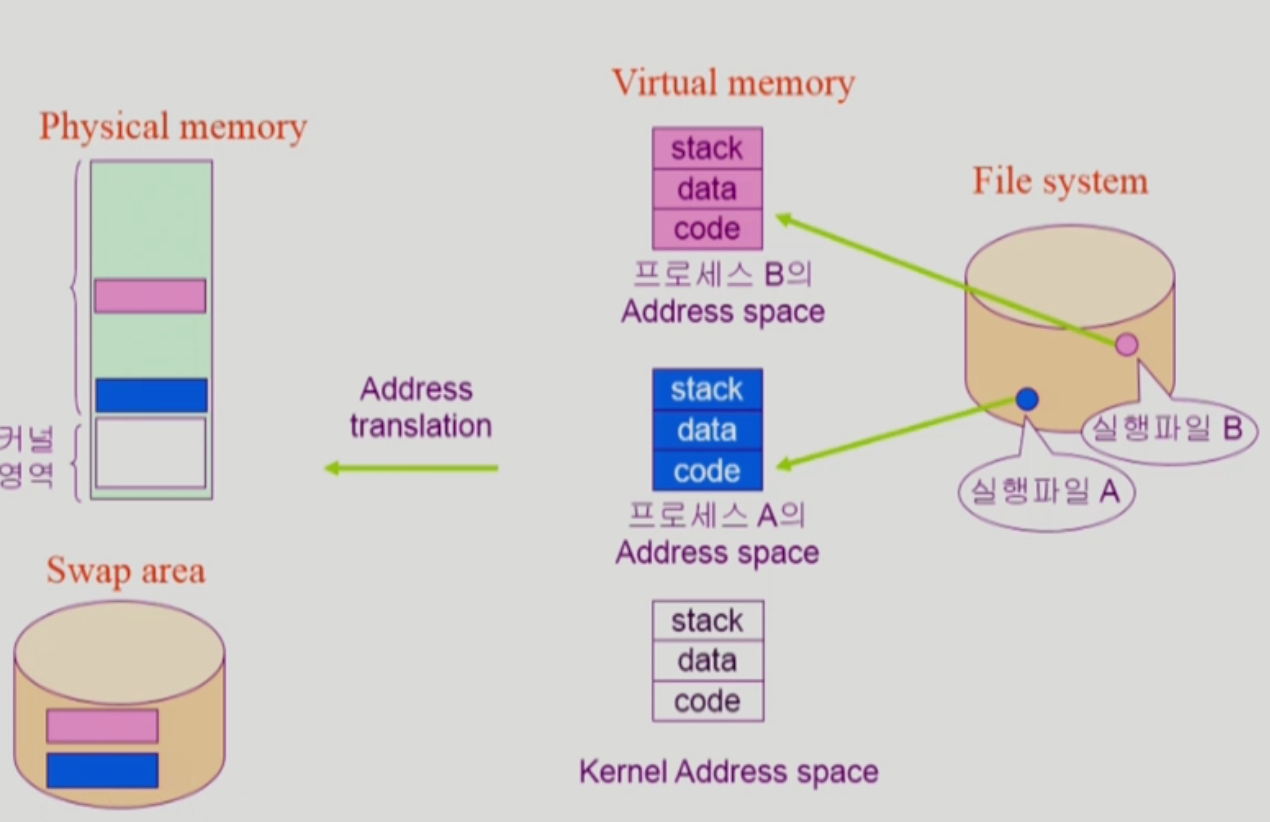 Virtual memory
Physical memory
stack
data
code
프로세스 B의
Address space
File system
Address
translation
stack
data
code
프로세스 A의
Address space
실행파일 B
실행파일 A
커널
영역
Swap area
stack
data
code
Kernel Address space